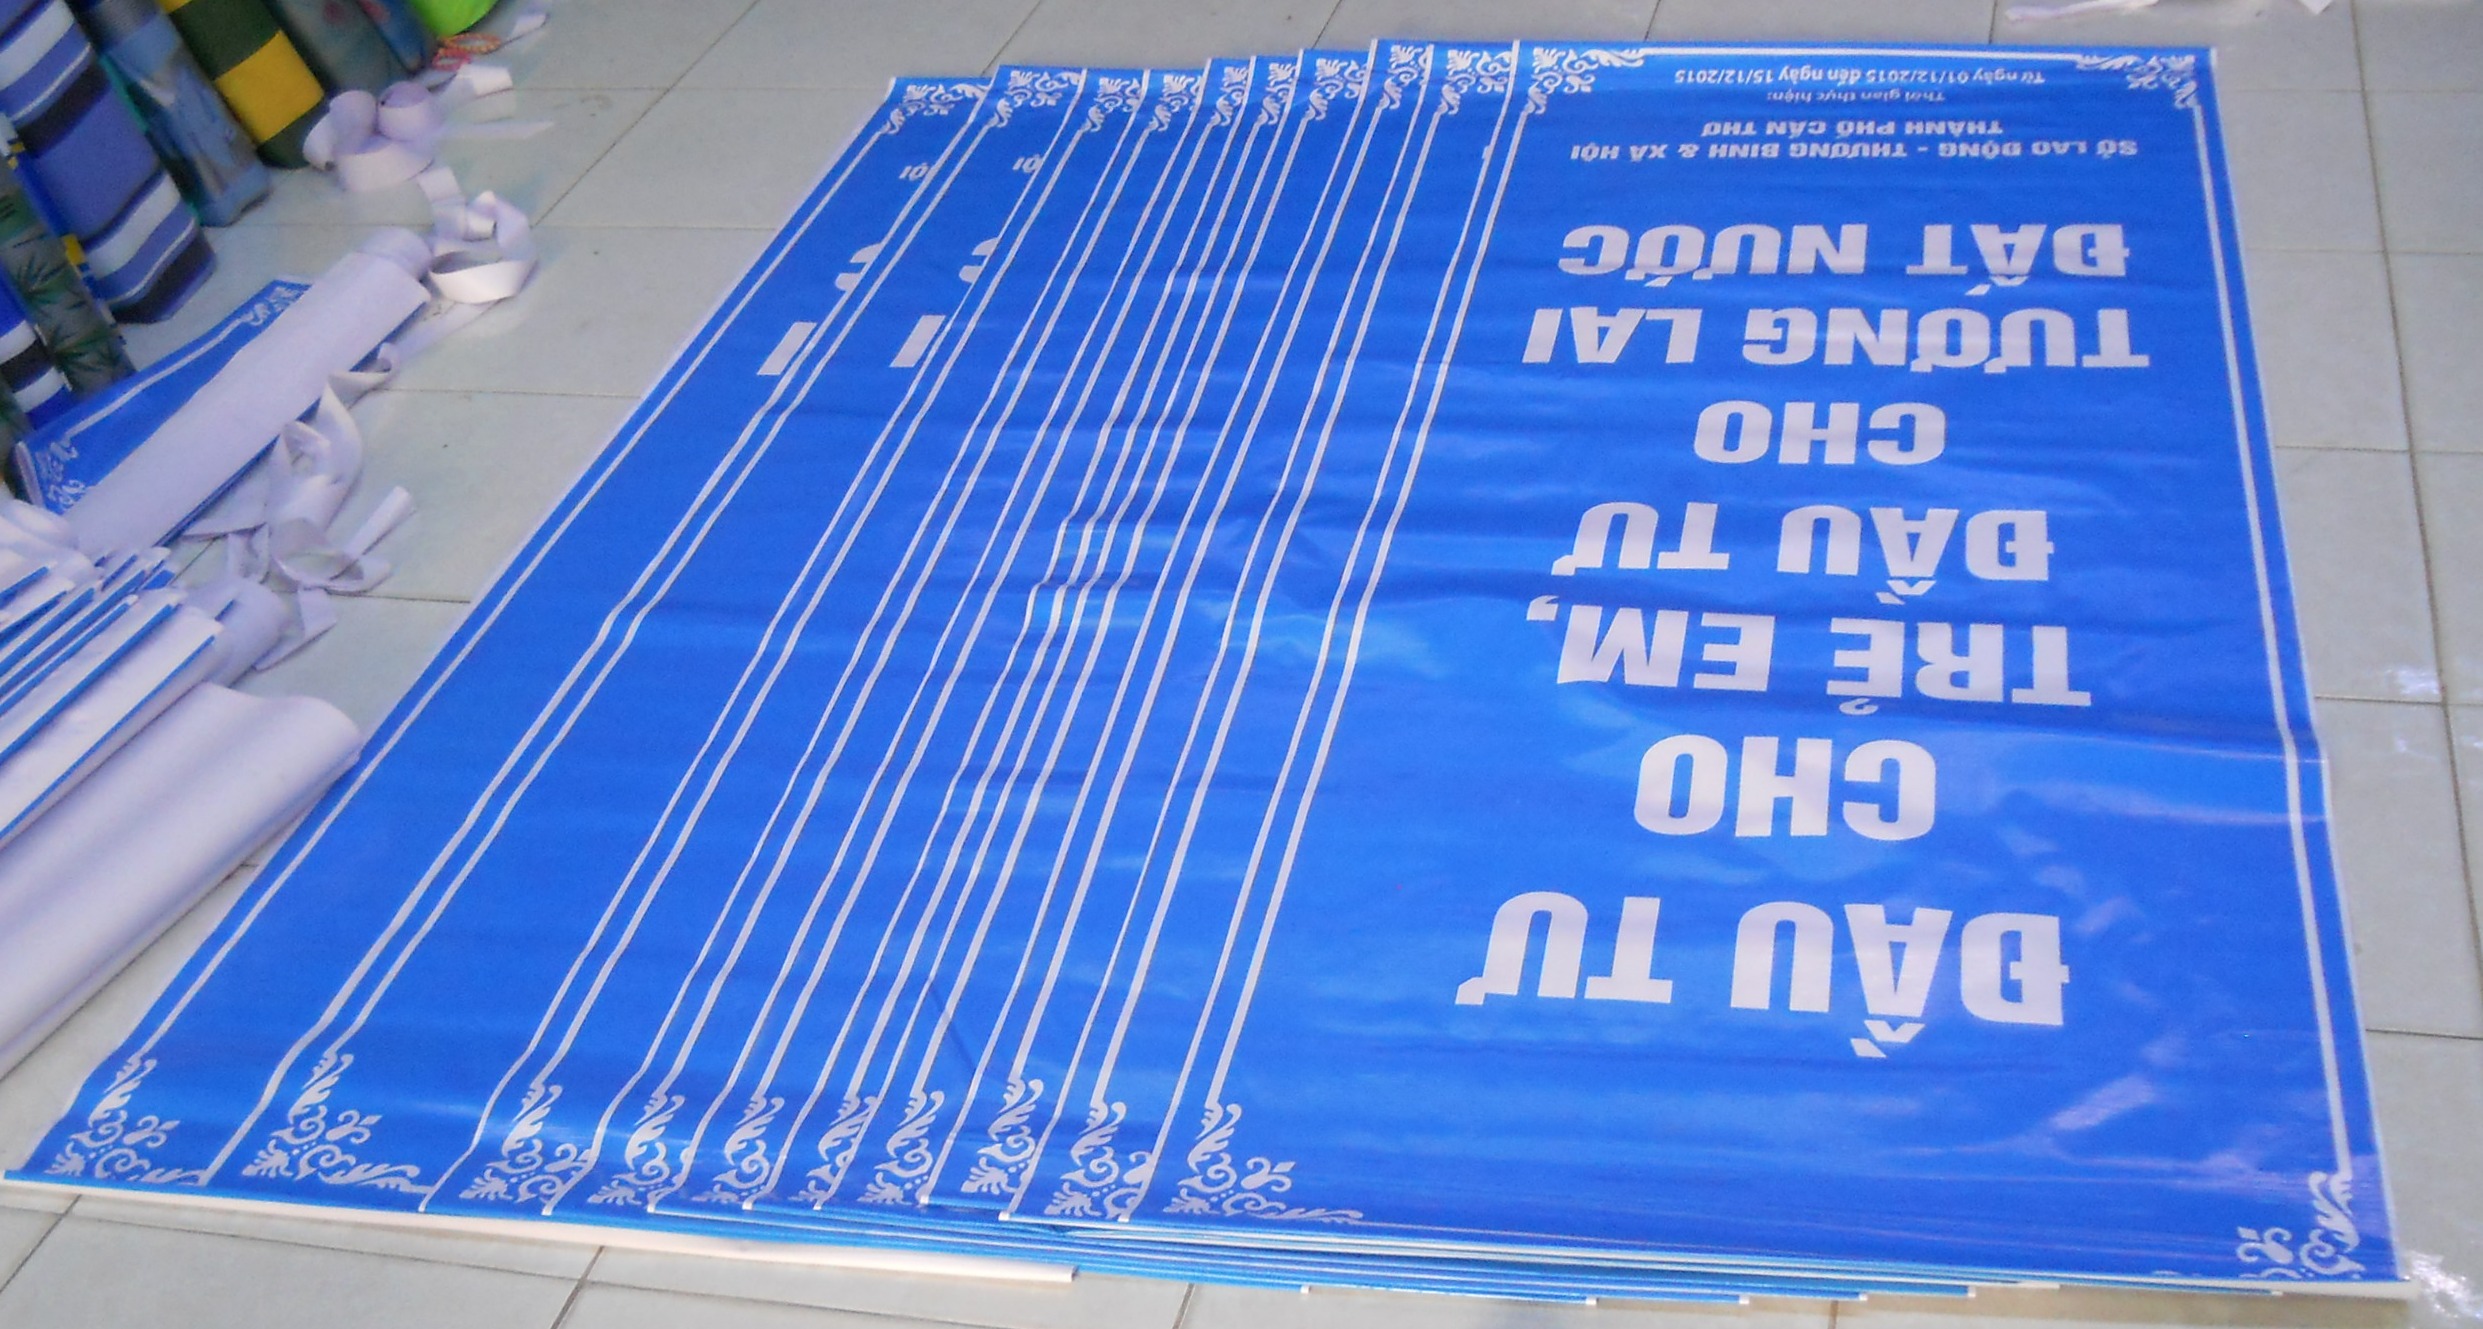 ĐẦU TƯ
CHO
TRẺ EM,
ĐẦU TƯ
CHO
TƯƠNG LAI
ĐẤT NƯỚC
SỞ LAO ĐỘNG - THƯƠNG BINH & XÃ HỘI
THÀNH PHỐ CẦN THƠ
Thời gian thực hiện:
Từ ngày 01/12/2015 đến ngày 15/12/2015